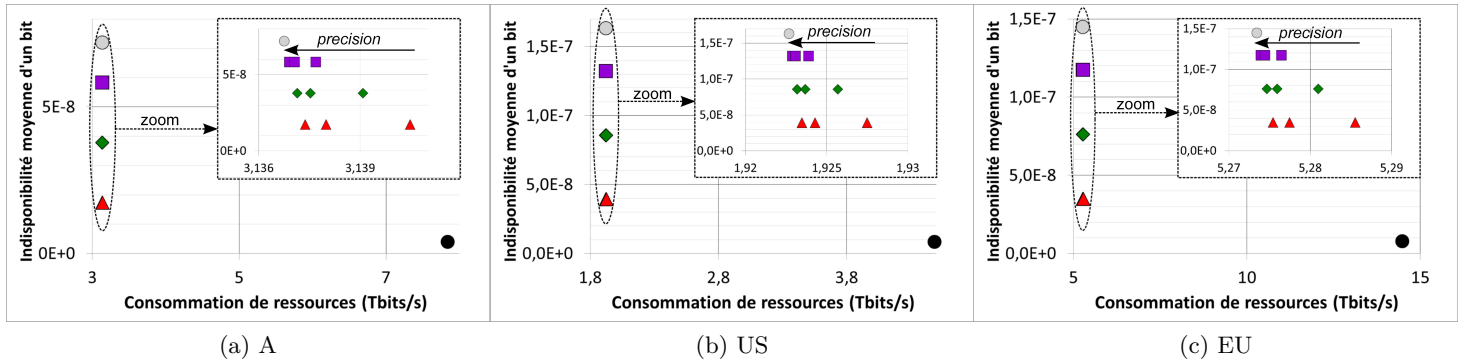 Indisponibilité moyenne d'un bit
5E-8
0E+0
3
5
7
Consommation de ressources (Tbits/s)
zoom
precision
5E-8
0E+0
3,136
3,139
(a) A
Indisponibilité moyenne d'un bit
1,5E-7
1,0E-7
5,0E-8
0,0E+0
1,8
2,8
3,8
Consommation de ressources (Tbits/s)
zoom
precision
1,5E-7
1,0E-7
5,0E-8
0,0E+0
1,92
1,925
1,93
(b) US
Indisponibilité moyenne d'un bit
1,5E-7
1,0E-7
5,0E-8
0,0E+0
5
10
15
Consommation de ressources (Tbits/s)
zoom
precision
1,5E-7
1,0E-7
5,0E-8
0,0E+0
5,27
5,28
5,29
(c) EU